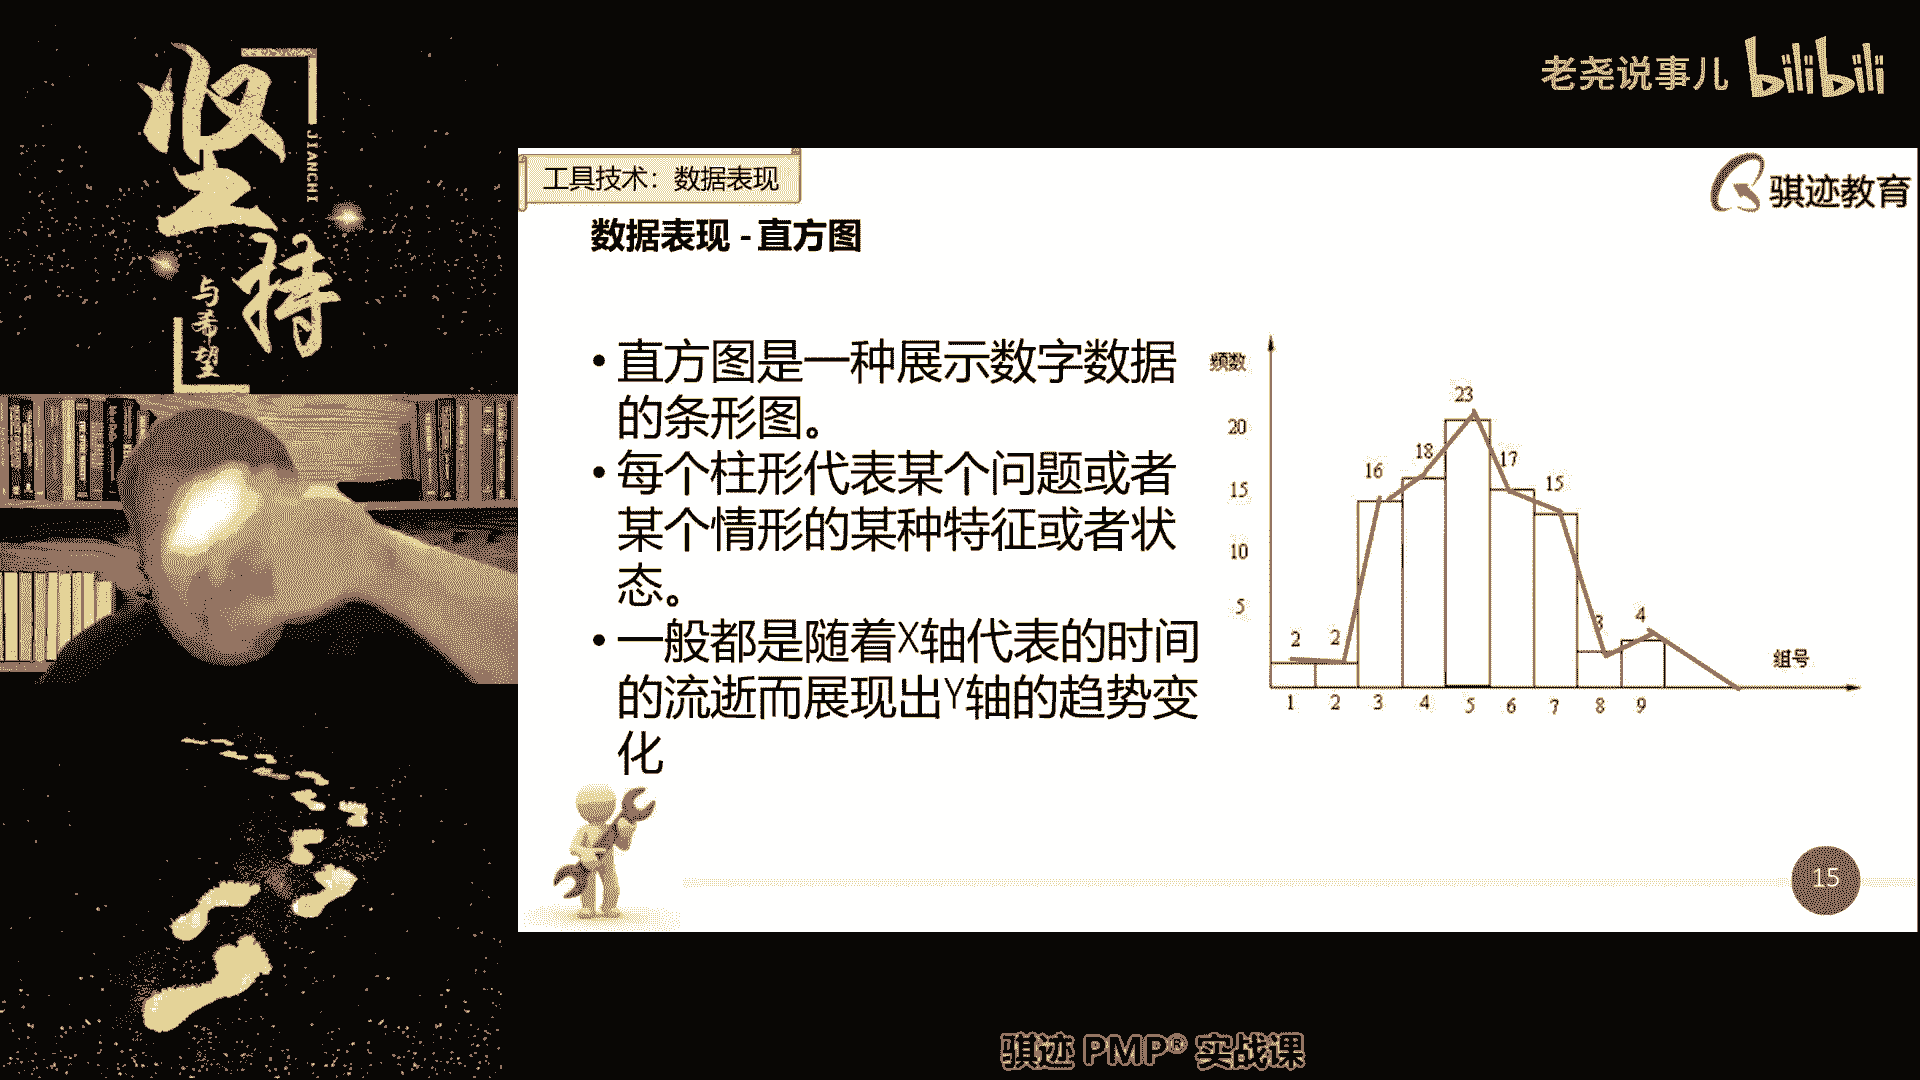 坚持
JIANCHI
与希望
老尧说事儿 bilibili
工具技术：数据表现
骐迹教育
数据表现 - 直方图
• 直方图是一种展示数字数据
的条形图。
• 每个柱形代表某个问题或者
某个情形的某种特征或者状
态。
• 一般都是随着X轴代表的时间
的流逝而展现出Y轴的趋势变
化
频数
20
15
10
5
2 2 16 18 23 17 15 3 4
组号
1 2 3 4 5 6 7 8 9
15
骐迹 PMP® 实战课